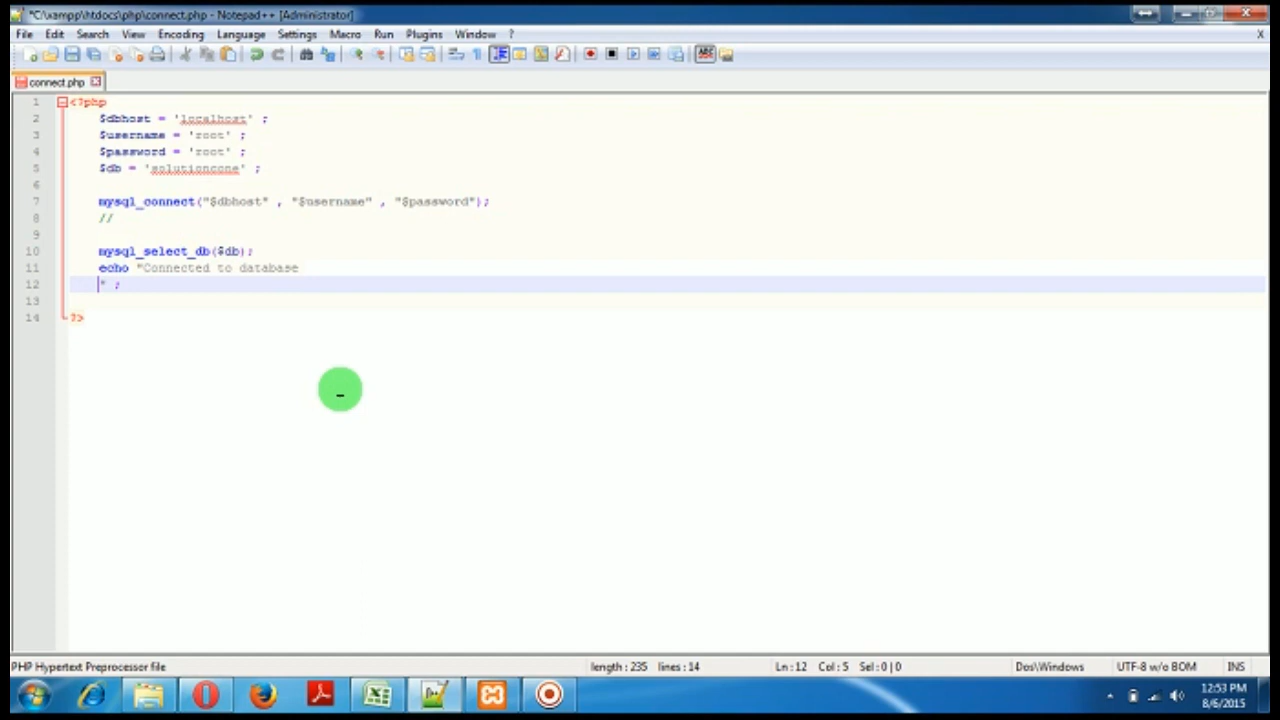 *C:\xampp\htdocs\php\connect.php - Notepad++ [Administrator]
File Edit Search View Encoding Language Settings Macro Run Plugins Window ? X
connect.php
1 <?php
2 $dbhost = 'localhost' ;
3 $username = 'root' ;
4 $password = 'root' ;
5 $db = 'solutioncone' ;
6
7 mysql_connect("$dbhost" , "$username" , "$password");
8 //
9
10 mysql_select_db($db);
11 echo "Connected to database
12 " ;
13
14 ?>
PHP Hypertext Preprocessor file length : 235 lines : 14 Ln : 12 Col : 5 Sel : 0 | 0 Dos\Windows UTF-8 w/o BOM INS
12:53 PM
8/6/2015